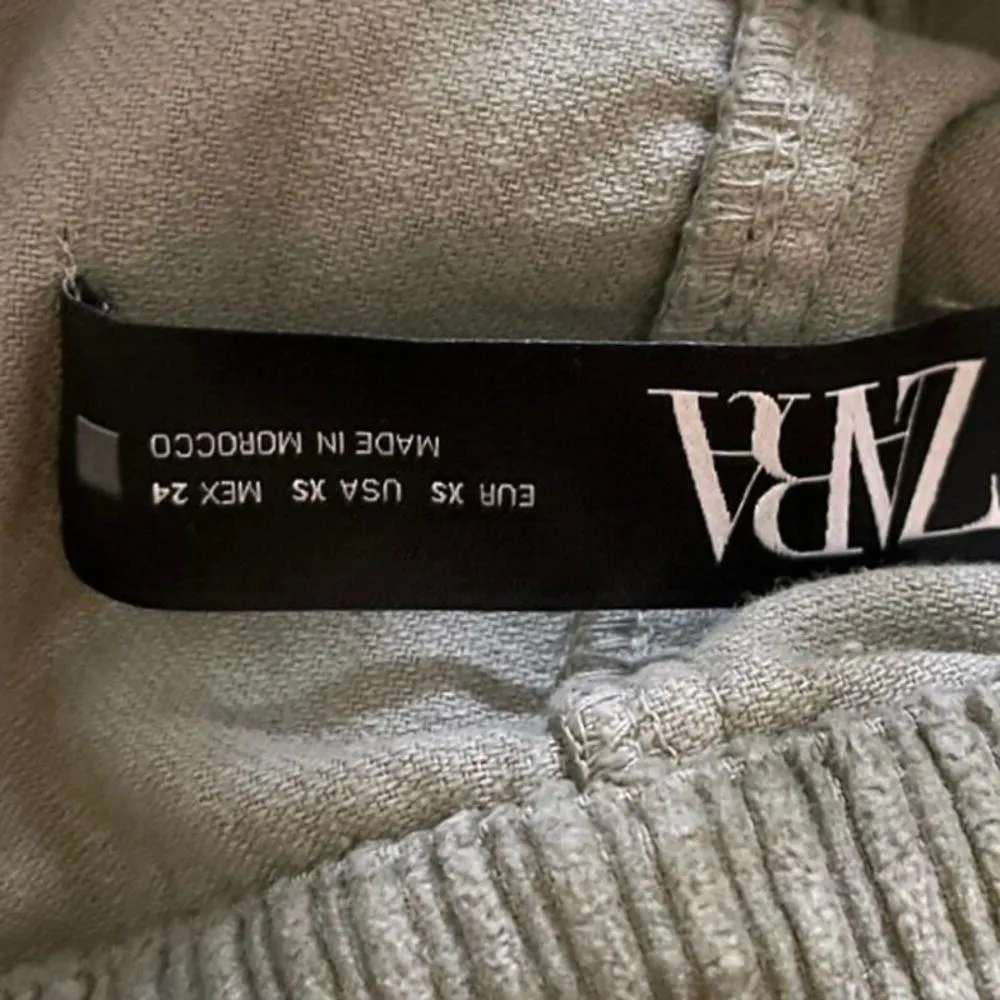 ZARA
EUR XS USA XS MEX 24
MADE IN MOROCCO